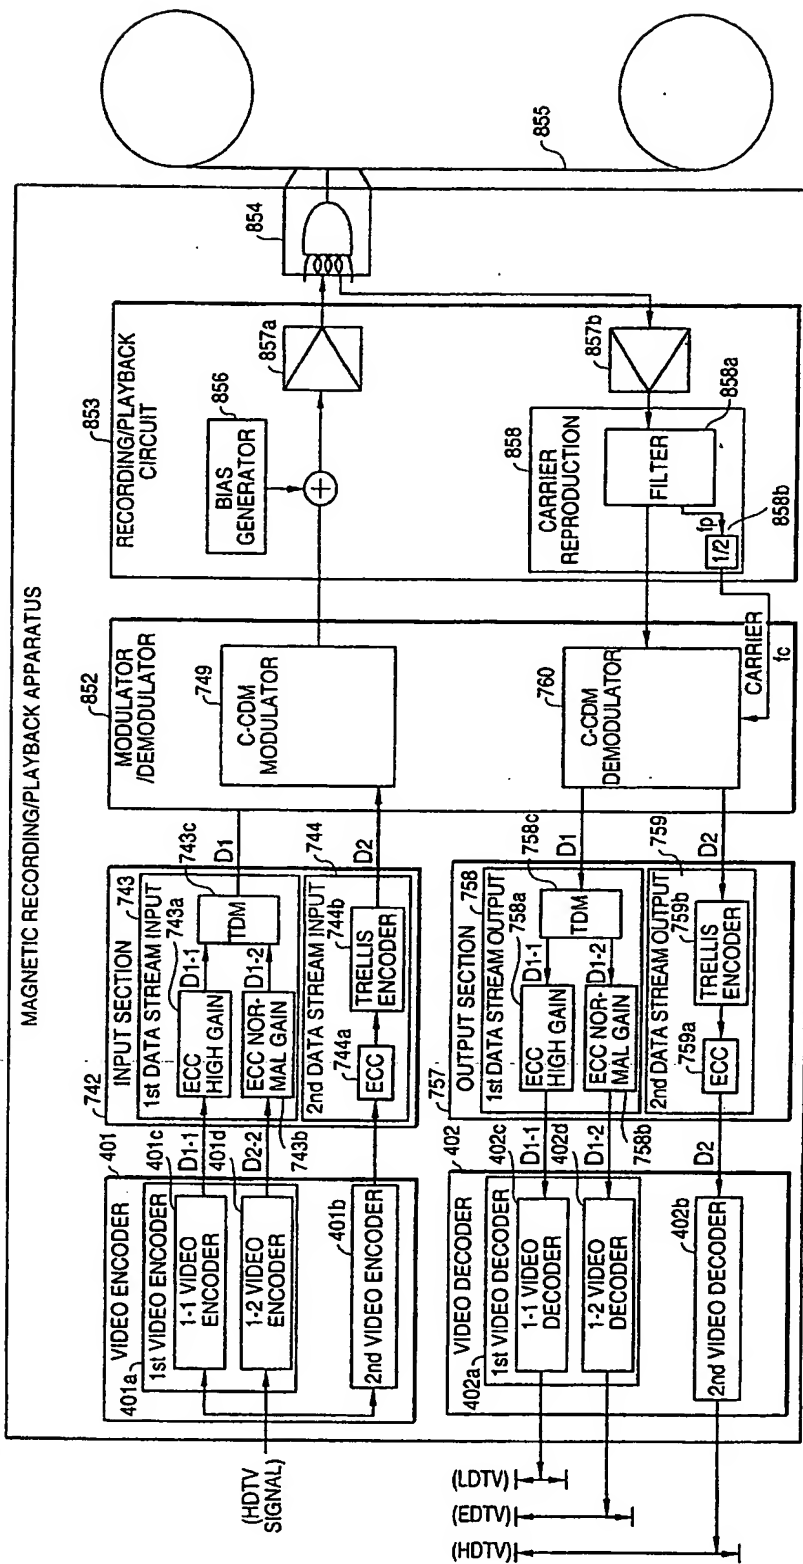 MAGNETIC RECORDING/PLAYBACK APPARATUS
(HDTV
SIGNAL)
401
VIDEO ENCODER
401a
1st VIDEO ENCODER
401c
1-1 VIDEO
ENCODER
401d
1-2 VIDEO
ENCODER
401b
2nd VIDEO ENCODER
D1-1
D2-2
742
INPUT SECTION
743
1st DATA STREAM INPUT
743a
ECC
HIGH GAIN
D1-1
743c
TDM
ECC NOR-
MAL GAIN
D1-2
743b
744
2nd DATA STREAM INPUT
744a
ECC
744b
TRELLIS
ENCODER
D1
D2
852
MODULATOR
/DEMODULATOR
749
C-CDM
MODULATOR
760
C-CDM
DEMODULATOR
CARRIER
fc
853
RECORDING/PLAYBACK
CIRCUIT
856
BIAS
GENERATOR
+
857a
854
855
857b
858
CARRIER
REPRODUCTION
858a
FILTER
fp
1/2
858b
757
OUTPUT SECTION
758
1st DATA STREAM OUTPUT
758a
ECC
HIGH GAIN
D1-1
758c
TDM
D1
ECC NOR-
MAL GAIN
D1-2
758b
759
2nd DATA STREAM OUTPUT
759a
ECC
759b
TRELLIS
ENCODER
D2
402
VIDEO DECODER
402a
1st VIDEO DECODER
402c
1-1 VIDEO
DECODER
D1-1
402d
1-2 VIDEO
DECODER
D1-2
402b
2nd VIDEO DECODER
D2
(LDTV)
(EDTV)
(HDTV)